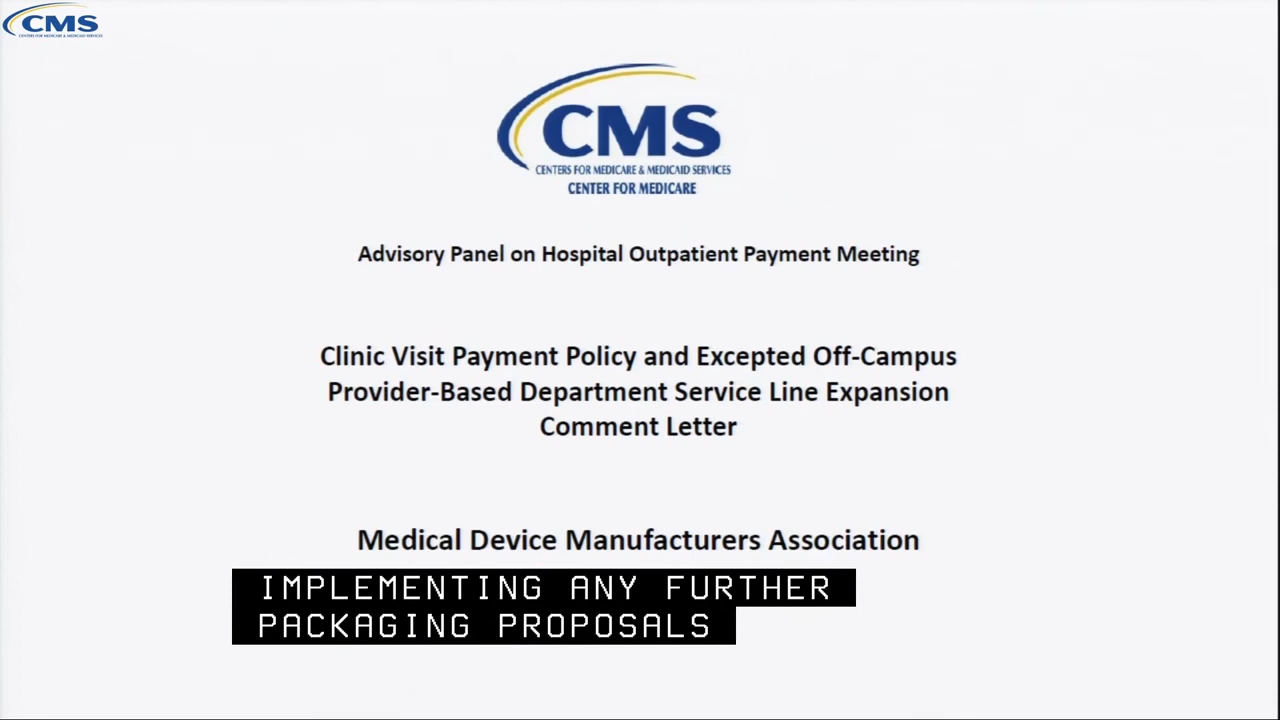 CMS
CENTERS FOR MEDICARE & MEDICAID SERVICES
CMS
CENTERS FOR MEDICARE & MEDICAID SERVICES
CENTER FOR MEDICARE
Advisory Panel on Hospital Outpatient Payment Meeting
Clinic Visit Payment Policy and Excepted Off-Campus
Provider-Based Department Service Line Expansion
Comment Letter
Medical Device Manufacturers Association
IMPLEMENTING ANY FURTHER
PACKAGING PROPOSALS